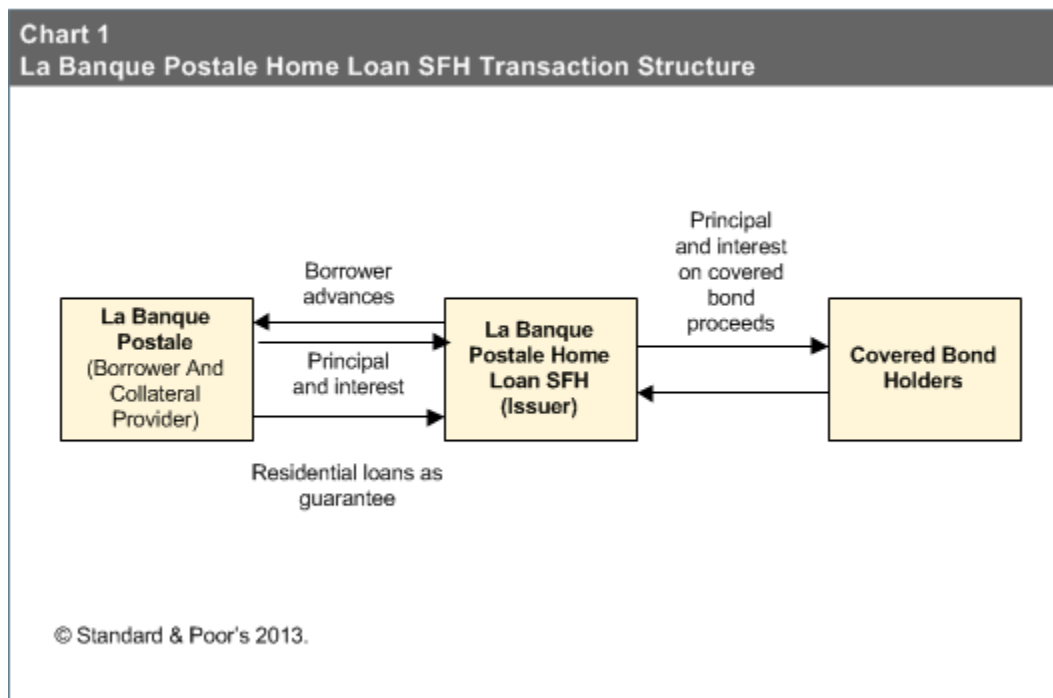 Chart 1
La Banque Postale Home Loan SFH Transaction Structure
Principal
and interest
on covered
bond
proceeds
Borrower
advances
La Banque
Postale
(Borrower And
Collateral
Provider)
Principal
and interest
La Banque
Postale Home
Loan SFH
(Issuer)
Covered Bond
Holders
Residential loans as
guarantee
© Standard & Poor's 2013.